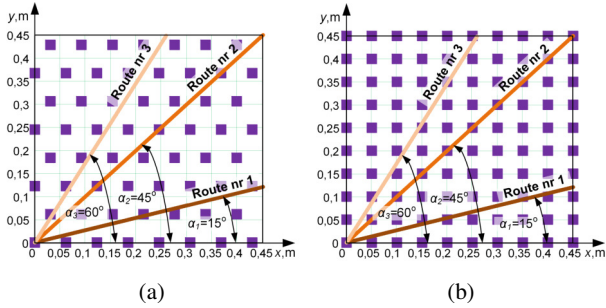 y,m
0,45
0,4
0,35
0,3
0,25
0,2
0,15
0,1
0,05
0
Route nr 3
Route nr 2
Route nr 1
α3=60°
α2=45°
α1=15°
0 0,05 0,1 0,15 0,2 0,25 0,3 0,35 0,4 0,45 x,m
(a)
y,m
0,45
0,4
0,35
0,3
0,25
0,2
0,15
0,1
0,05
0
Route nr 3
Route nr 2
Route nr 1
α3=60°
α2=45°
α1=15°
0 0,05 0,1 0,15 0,2 0,25 0,3 0,35 0,4 0,45 x,m
(b)